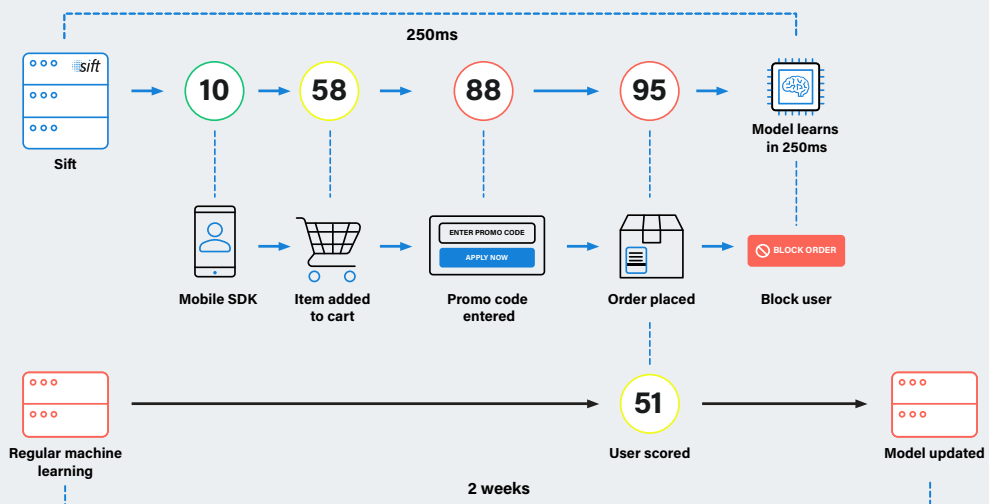 250ms
sift
10
58
88
95
Sift
Model learns
in 250ms
ENTER PROMO CODE
APPLY NOW
BLOCK ORDER
Mobile SDK
Item added
to cart
Promo code
entered
Order placed
Block user
51
Regular machine
learning
User scored
Model updated
2 weeks